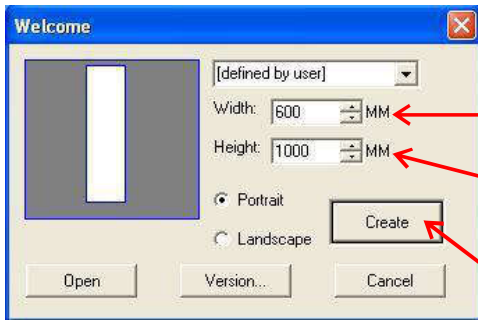 Welcome
[defined by user]
Width: 600 MM
Height: 1000 MM
Portrait
Landscape
Create
Open Version... Cancel